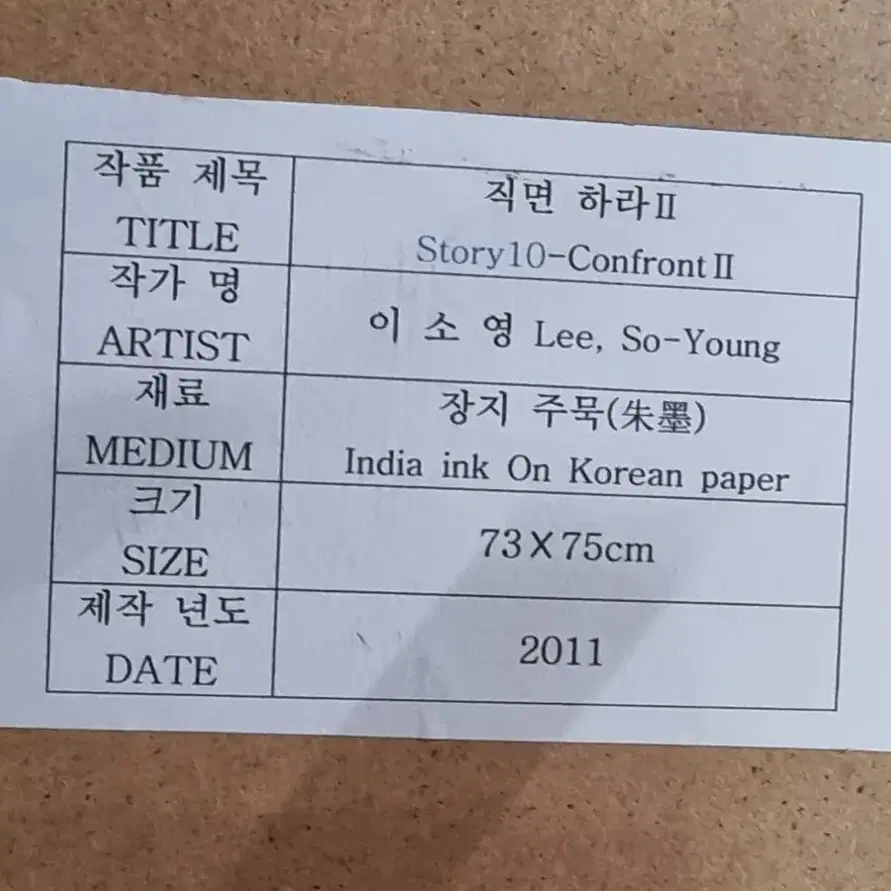 작품 제목
TITLE
직면 하라Ⅱ
Story10-ConfrontⅡ
작가 명
ARTIST
이 소 영 Lee, So-Young
재료
MEDIUM
장지 주묵(朱墨)
India ink On Korean paper
크기
SIZE
73X75cm
제작 년도
DATE
2011